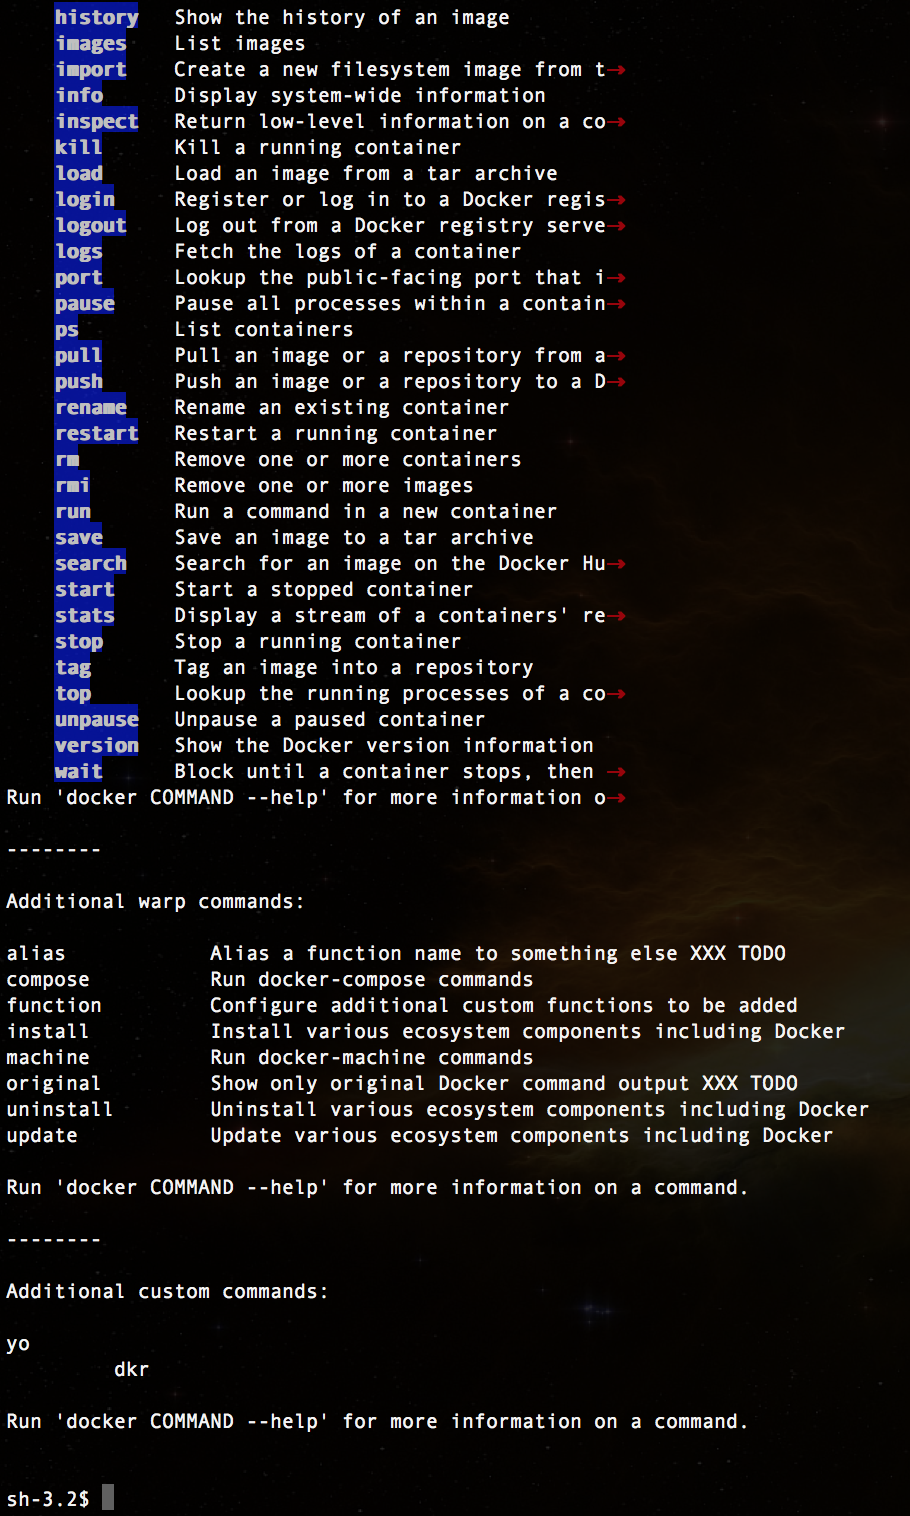 history   Show the history of an image
images    List images
import    Create a new filesystem image from t→
info      Display system-wide information
inspect   Return low-level information on a co→
kill      Kill a running container
load      Load an image from a tar archive
login     Register or log in to a Docker regis→
logout    Log out from a Docker registry serve→
logs      Fetch the logs of a container
port      Lookup the public-facing port that i→
pause     Pause all processes within a contain→
ps        List containers
pull      Pull an image or a repository from a→
push      Push an image or a repository to a D→
rename    Rename an existing container
restart   Restart a running container
rm        Remove one or more containers
rmi       Remove one or more images
run       Run a command in a new container
save      Save an image to a tar archive
search    Search for an image on the Docker Hu→
start     Start a stopped container
stats     Display a stream of a containers' re→
stop      Stop a running container
tag       Tag an image into a repository
top       Lookup the running processes of a co→
unpause   Unpause a paused container
version   Show the Docker version information
wait      Block until a container stops, then →
Run 'docker COMMAND --help' for more information o→
--------
Additional warp commands:
alias            Alias a function name to something else XXX TODO
compose          Run docker-compose commands
function         Configure additional custom functions to be added
install          Install various ecosystem components including Docker
machine          Run docker-machine commands
original         Show only original Docker command output XXX TODO
uninstall        Uninstall various ecosystem components including Docker
update           Update various ecosystem components including Docker
Run 'docker COMMAND --help' for more information on a command.
--------
Additional custom commands:
yo
dkr
Run 'docker COMMAND --help' for more information on a command.
sh-3.2$